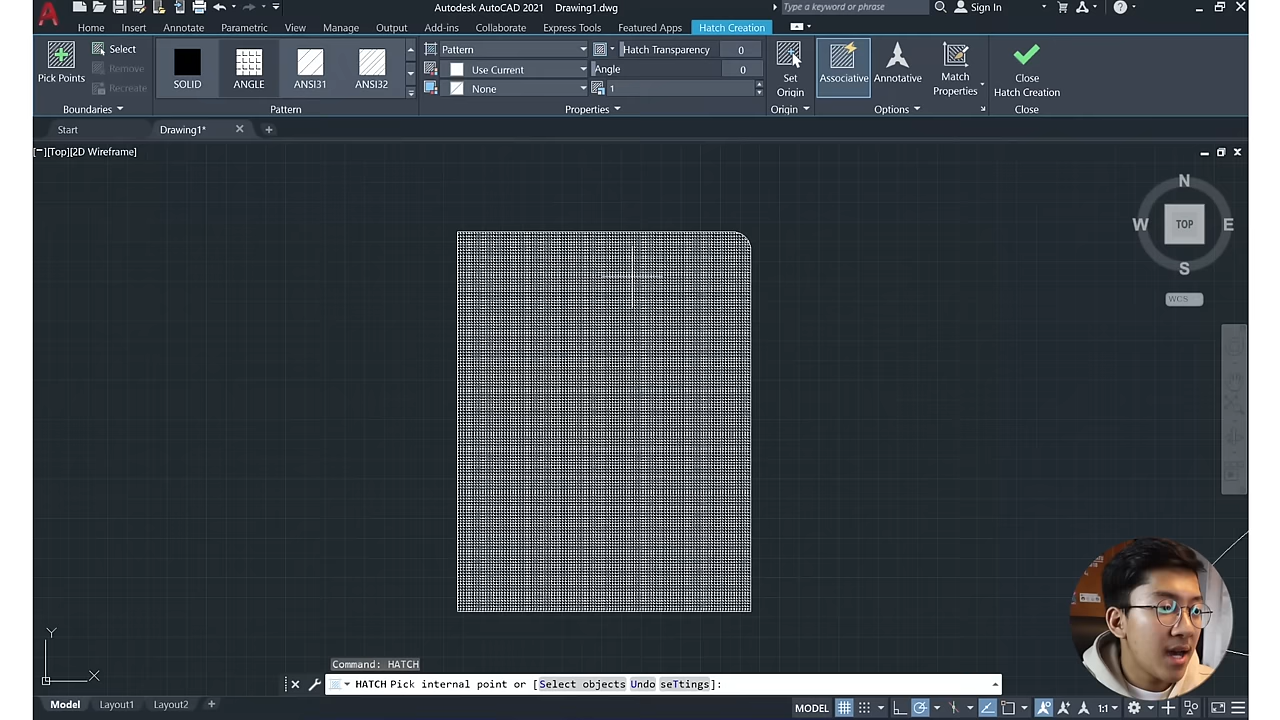 Autodesk AutoCAD 2021 Drawing1.dwg
Type a keyword or phrase
Sign In
Home Insert Annotate Parametric View Manage Output Add-ins Collaborate Express Tools Featured Apps Hatch Creation
Pick Points
Select
Remove
Recreate
Boundaries
SOLID
ANGLE
ANSI31
ANSI32
Pattern
Pattern
Use Current
None
Hatch Transparency 0
Angle 0
1
Properties
Set
Origin
Origin
Associative
Annotative
Match
Properties
Options
Close
Hatch Creation
Close
Start
Drawing1*
[−][Top][2D Wireframe]
N
W
TOP
E
S
WCS
Y
X
Command: HATCH
HATCH Pick internal point or [Select objects Undo seTtings]:
Model Layout1 Layout2
MODEL
1:1